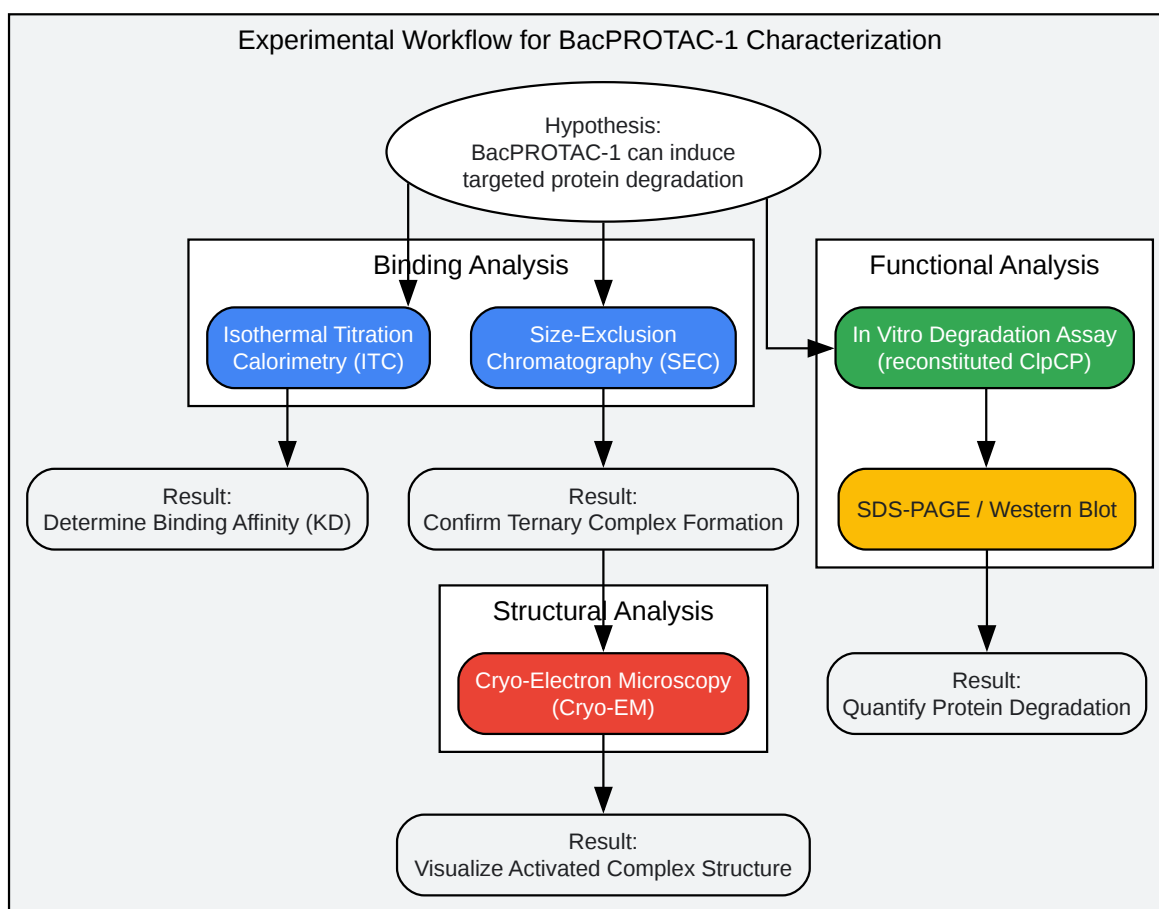 Experimental Workflow for BacPROTAC-1 Characterization
Hypothesis:
BacPROTAC-1 can induce
targeted protein degradation
Binding Analysis
Functional Analysis
Isothermal Titration
Calorimetry (ITC)
Size-Exclusion
Chromatography (SEC)
In Vitro Degradation Assay
(reconstituted ClpCP)
Result:
Determine Binding Affinity (KD)
Result:
Confirm Ternary Complex Formation
SDS-PAGE / Western Blot
Structural Analysis
Cryo-Electron Microscopy
(Cryo-EM)
Result:
Quantify Protein Degradation
Result:
Visualize Activated Complex Structure